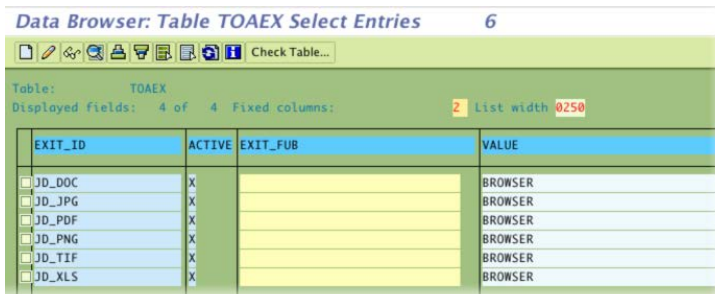 Data Browser: Table TOAEX Select Entries 6
Check Table...
Table: TOAEX
Displayed fields: 4 of 4 Fixed columns: 2 List width 0250
EXIT_ID ACTIVE EXIT_FUB VALUE
JD_DOC X BROWSER
JD_JPG X BROWSER
JD_PDF X BROWSER
JD_PNG X BROWSER
JD_TIF X BROWSER
JD_XLS X BROWSER